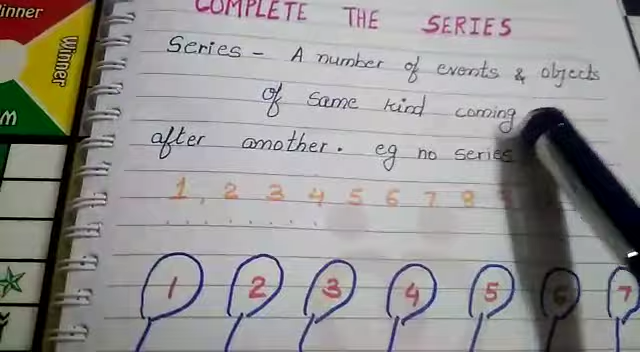 inner
Winner
M
COMPLETE THE SERIES
Series - A number of events & objects
of same kind coming
after another. eg no series
1, 2 3 4 5 6 7 8 9
1 2 3 4 5 6 7